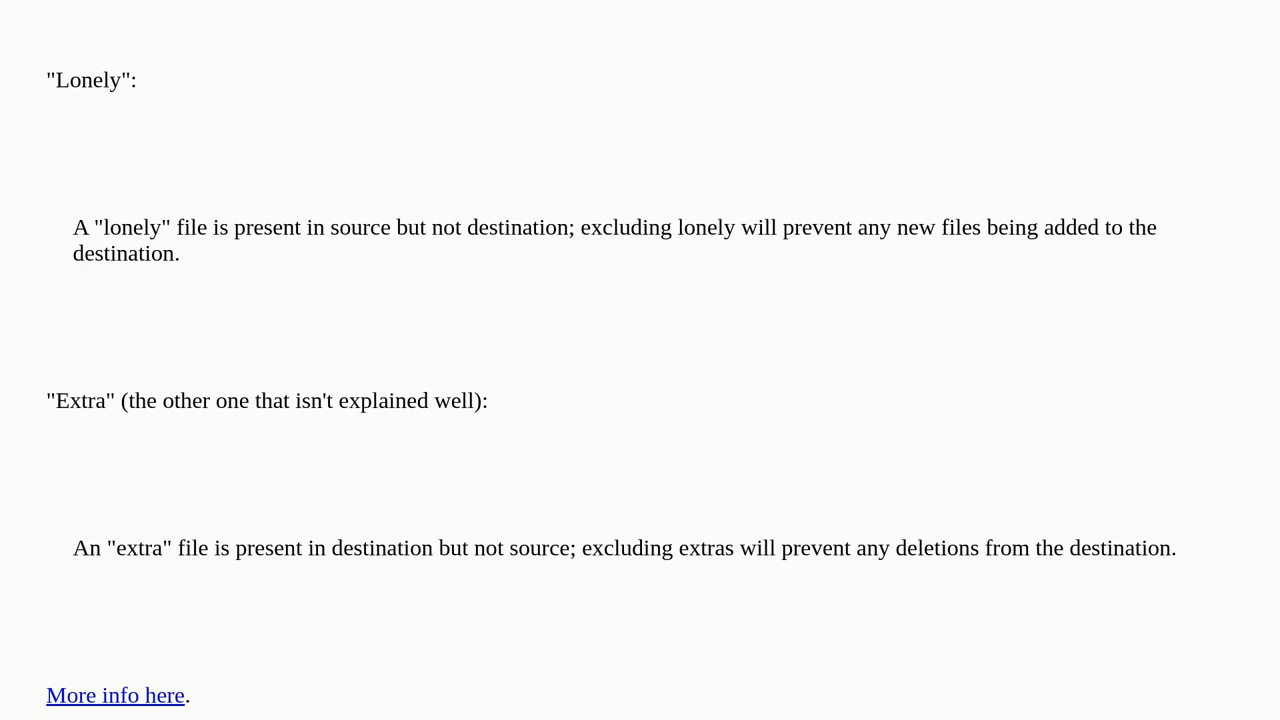 "Lonely":
A "lonely" file is present in source but not destination; excluding lonely will prevent any new files being added to the
destination.
"Extra" (the other one that isn't explained well):
An "extra" file is present in destination but not source; excluding extras will prevent any deletions from the destination.
More info here.